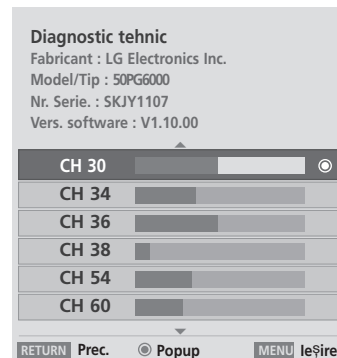 Diagnostic tehnic
Fabricant : LG Electronics Inc.
Model/Tip : 50PG6000
Nr. Serie. : SKJY1107
Vers. software : V1.10.00
CH 30
CH 34
CH 36
CH 38
CH 54
CH 60
RETURN Prec. Popup MENU Ieşire